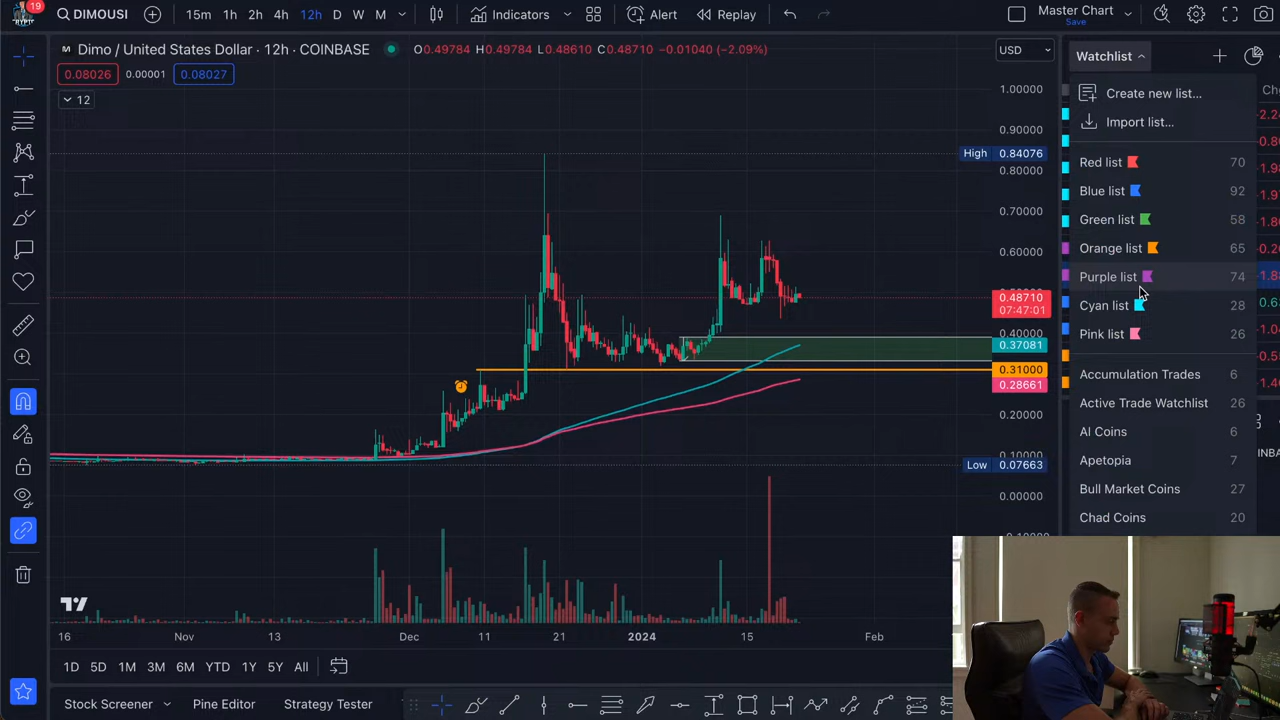 19
DIMOUSI
15m 1h 2h 4h 12h D W M
Indicators
Alert
Replay
Master Chart
Save
Dimo / United States Dollar · 12h · COINBASE
O0.49784 H0.49784 L0.48610 C0.48710 −0.01040 (−2.09%)
USD
0.08026 0.00001 0.08027
12
1.00000
0.90000
High 0.84076
0.80000
0.70000
0.60000
0.48710
07:47:01
0.40000
0.37081
0.31000
0.28661
0.20000
0.10000
Low 0.07663
0.00000
16 Nov 13 Dec 11 21 2024 15 Feb
1D 5D 1M 3M 6M YTD 1Y 5Y All
Stock Screener
Pine Editor
Strategy Tester
Watchlist
Create new list...
Import list...
Red list 70
Blue list 92
Green list 58
Orange list 65
Purple list 74
Cyan list 28
Pink list 26
Accumulation Trades 6
Active Trade Watchlist 26
AI Coins 6
Apetopia 7
Bull Market Coins 27
Chad Coins 20